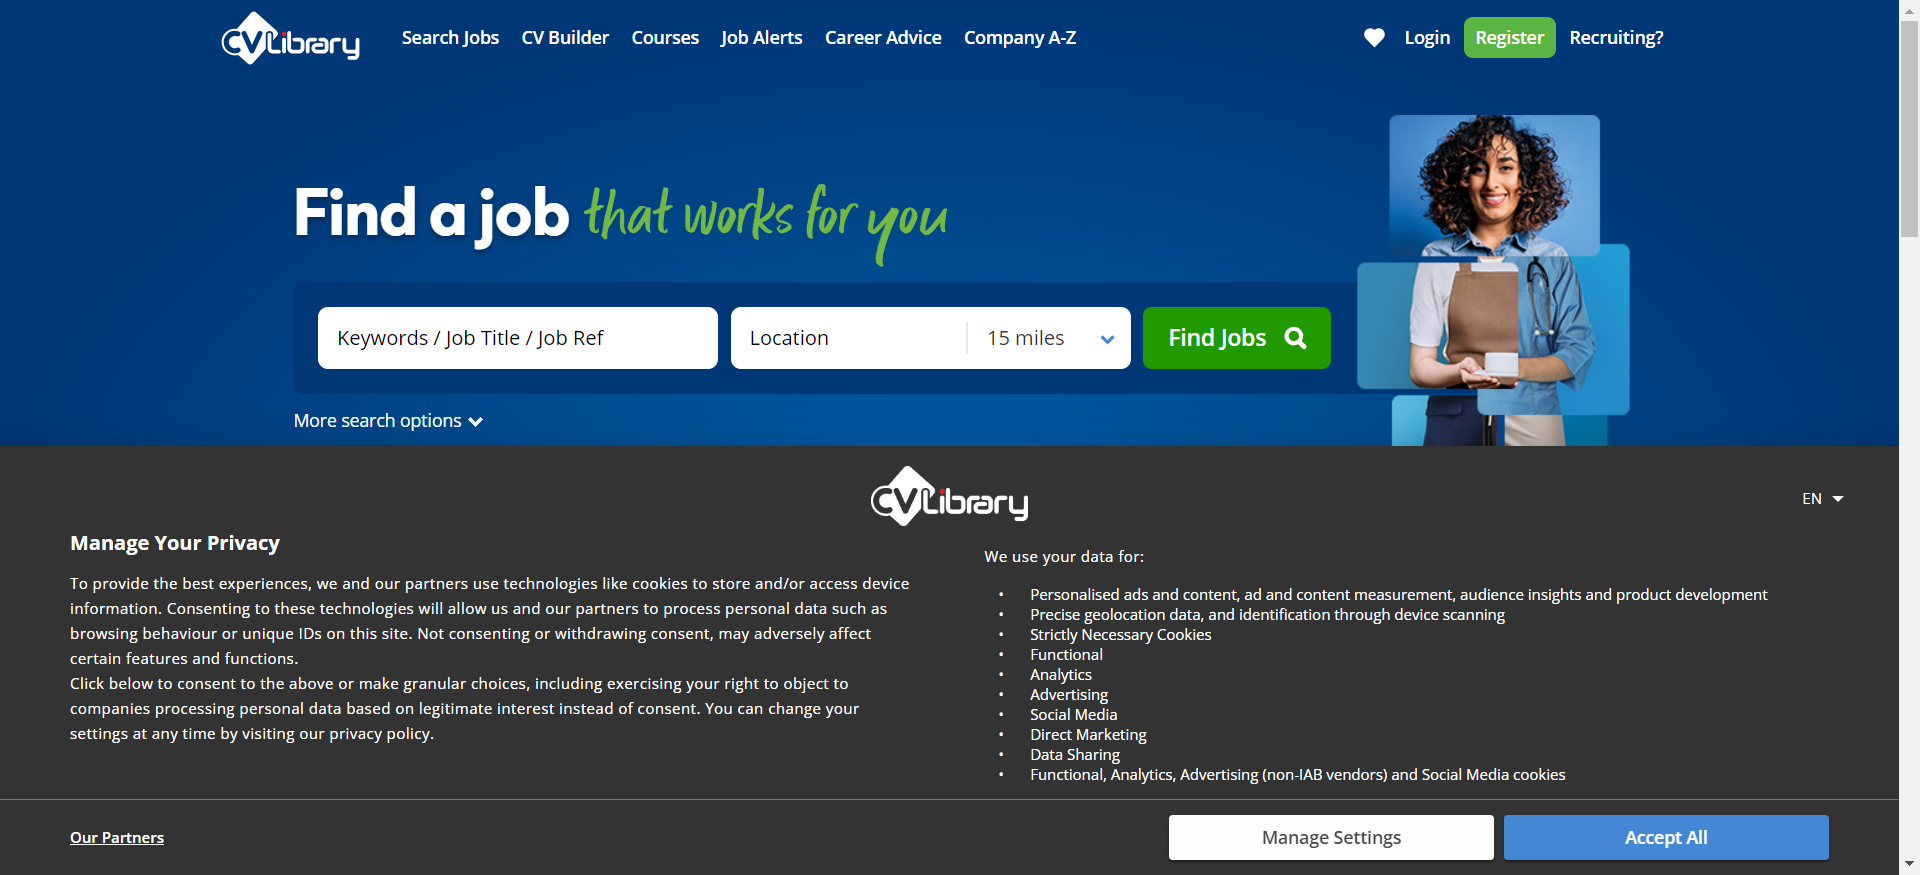 CVLibrary
Search Jobs
CV Builder
Courses
Job Alerts
Career Advice
Company A-Z
Login
Register
Recruiting?
Find a job that works for you
Keywords / Job Title / Job Ref
Location
15 miles
Find Jobs
More search options
CVLibrary
EN
Manage Your Privacy
To provide the best experiences, we and our partners use technologies like cookies to store and/or access device
information. Consenting to these technologies will allow us and our partners to process personal data such as
browsing behaviour or unique IDs on this site. Not consenting or withdrawing consent, may adversely affect
certain features and functions.
Click below to consent to the above or make granular choices, including exercising your right to object to
companies processing personal data based on legitimate interest instead of consent. You can change your
settings at any time by visiting our privacy policy.
We use your data for:
• Personalised ads and content, ad and content measurement, audience insights and product development
• Precise geolocation data, and identification through device scanning
• Strictly Necessary Cookies
• Functional
• Analytics
• Advertising
• Social Media
• Direct Marketing
• Data Sharing
• Functional, Analytics, Advertising (non-IAB vendors) and Social Media cookies
Our Partners
Manage Settings
Accept All